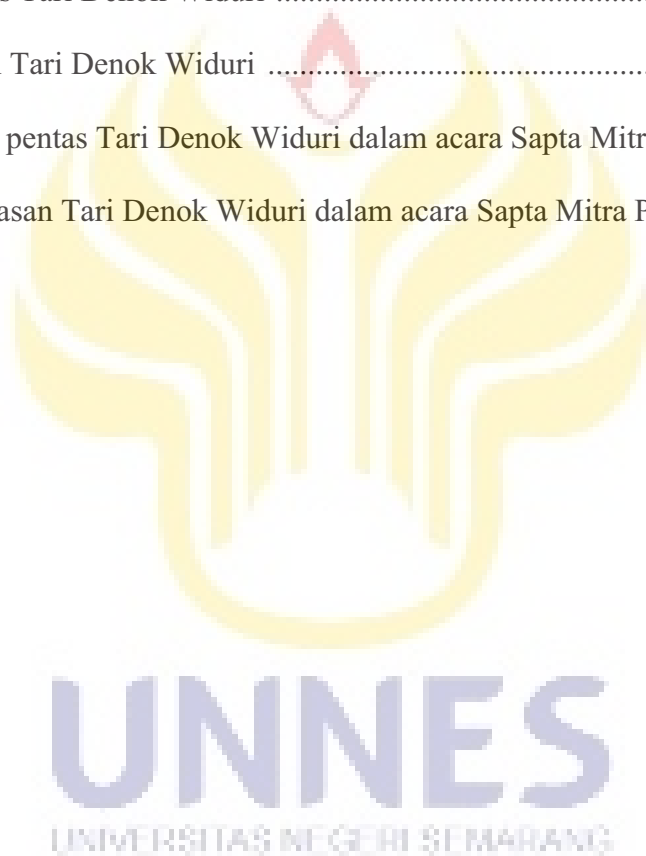 Tari Denok Widuri ....................................................
Tari Denok Widuri ....................................................
pentas Tari Denok Widuri dalam acara Sapta Mitr
asan Tari Denok Widuri dalam acara Sapta Mitra P
UNNES
UNIVERSITAS NEGERI SEMARANG